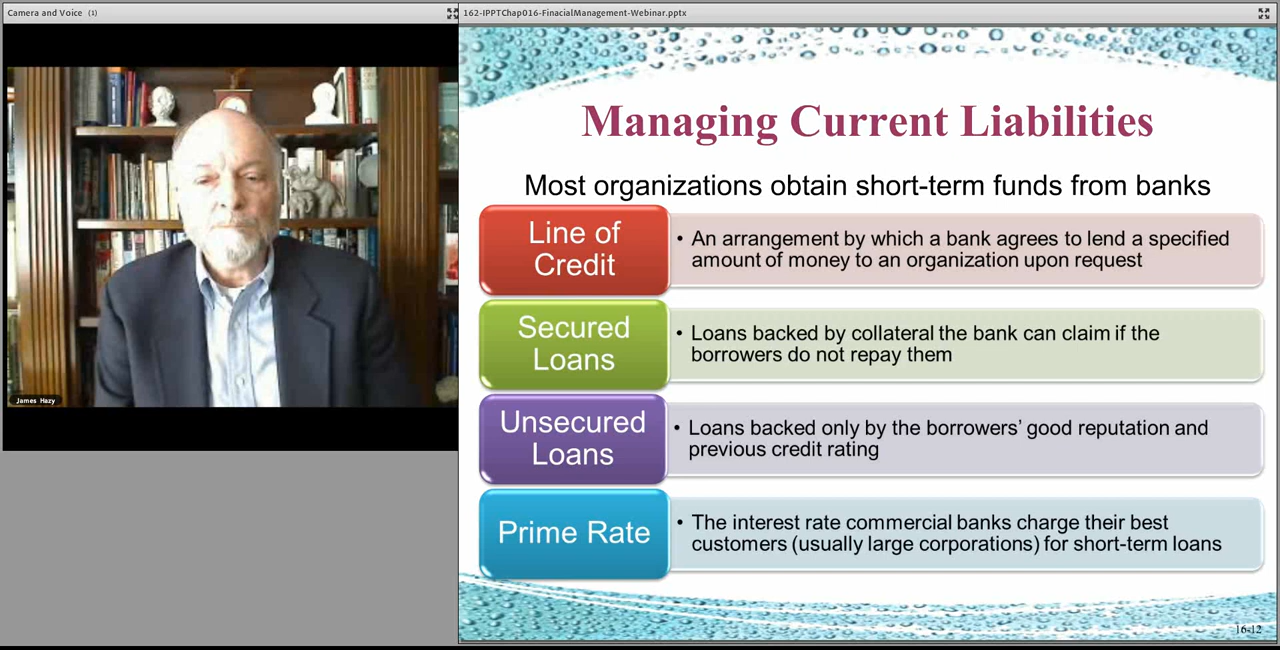 Camera and Voice (1)
162-IPPTChap016-FinacialManagement-Webinar.pptx
James Hazy
Managing Current Liabilities
Most organizations obtain short-term funds from banks
Line of
Credit
• An arrangement by which a bank agrees to lend a specified
amount of money to an organization upon request
Secured
Loans
• Loans backed by collateral the bank can claim if the
borrowers do not repay them
Unsecured
Loans
• Loans backed only by the borrowers' good reputation and
previous credit rating
Prime Rate
• The interest rate commercial banks charge their best
customers (usually large corporations) for short-term loans
16-12